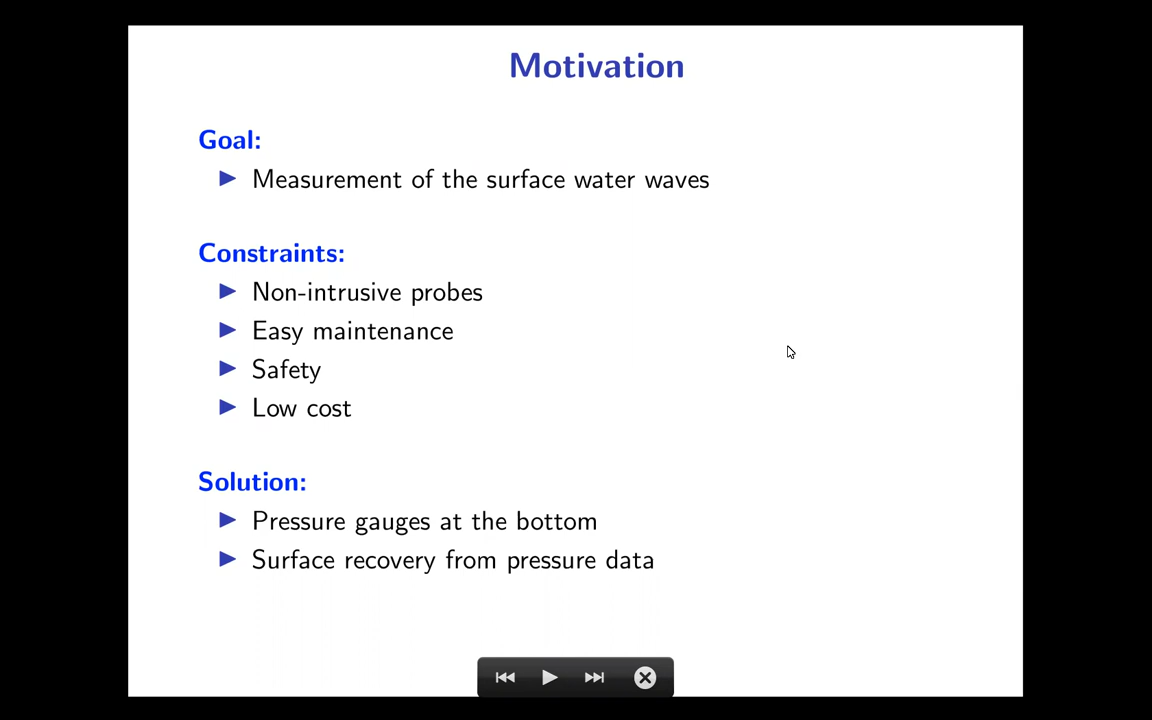 Motivation
Goal:
Measurement of the surface water waves
Constraints:
Non-intrusive probes
Easy maintenance
Safety
Low cost
Solution:
Pressure gauges at the bottom
Surface recovery from pressure data